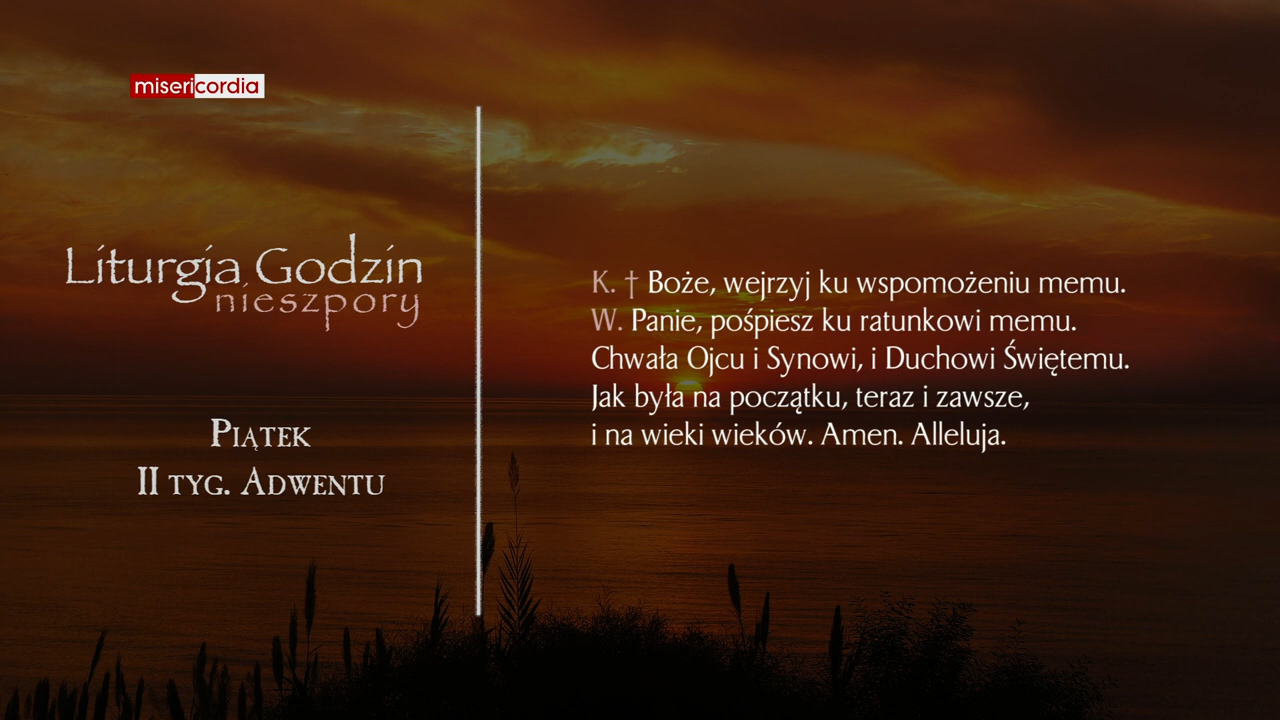 misericordia
Liturgia Godzin
nieszpory
Piątek
II tyg. Adwentu
K. † Boże, wejrzyj ku wspomożeniu memu.
W. Panie, pośpiesz ku ratunkowi memu.
Chwała Ojcu i Synowi, i Duchowi Świętemu.
Jak była na początku, teraz i zawsze,
i na wieki wieków. Amen. Alleluja.